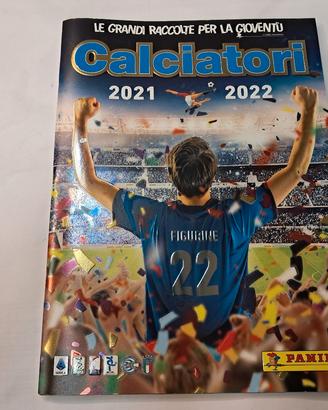 LE GRANDI RACCOLTE PER LA GIOVENTÙ
Calciatori
2021 2022
FIGURINE
22
PANINI